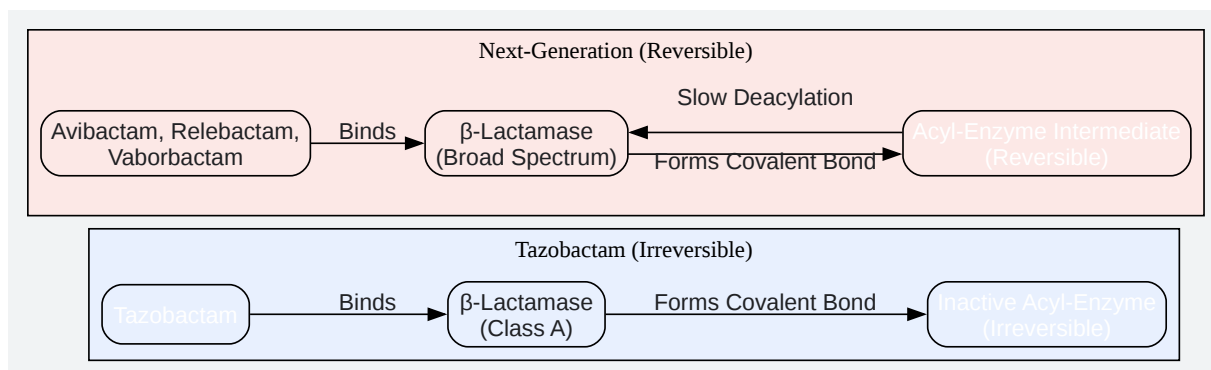 Next-Generation (Reversible)
Slow Deacylation
Avibactam, Relebactam,
Vaborbactam
Binds
β-Lactamase
(Broad Spectrum)
Forms Covalent Bond
Acyl-Enzyme Intermediate
(Reversible)
Tazobactam (Irreversible)
Tazobactam
Binds
β-Lactamase
(Class A)
Forms Covalent Bond
Inactive Acyl-Enzyme
(Irreversible)